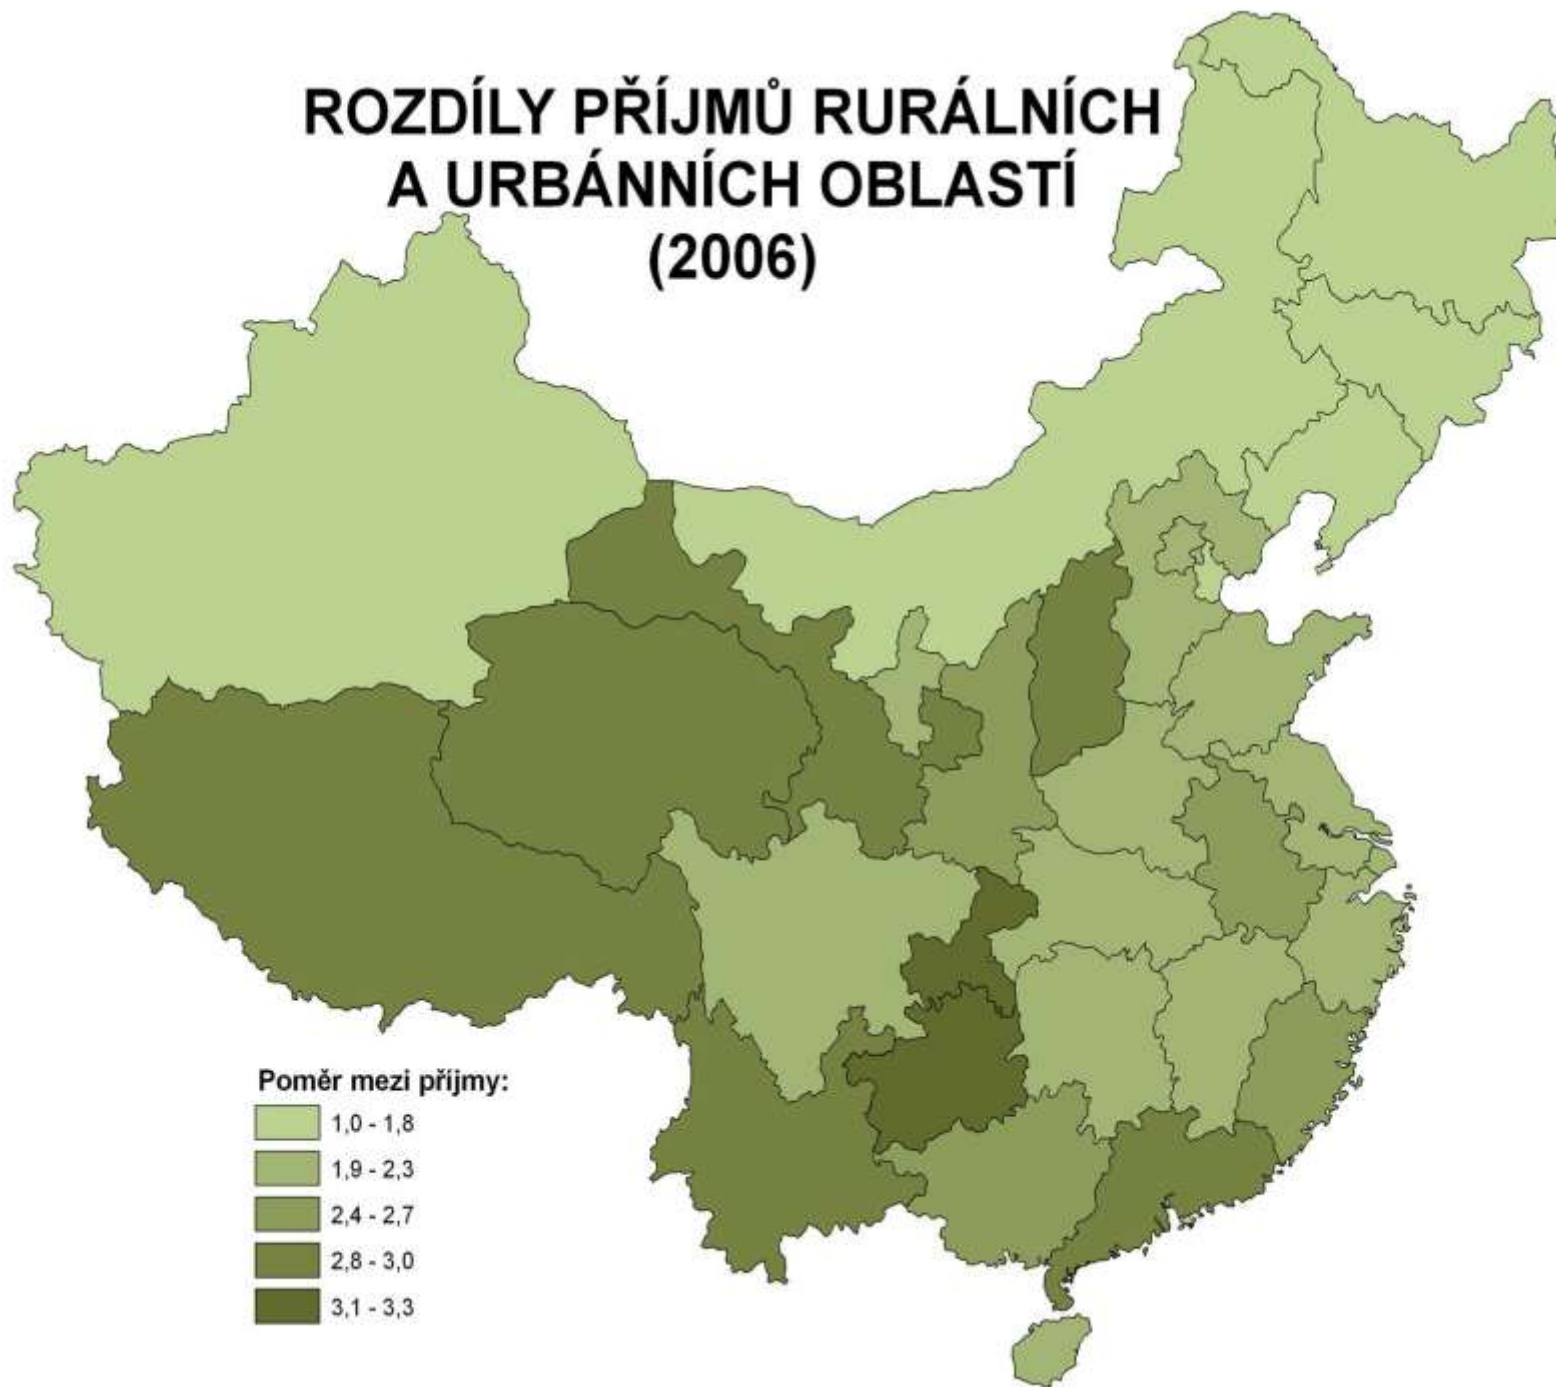 ROZDÍLY PŘÍJMŮ RURÁLNÍCH
A URBÁNNÍCH OBLASTÍ
(2006)
Poměr mezi příjmy:
1,0 - 1,8
1,9 - 2,3
2,4 - 2,7
2,8 - 3,0
3,1 - 3,3